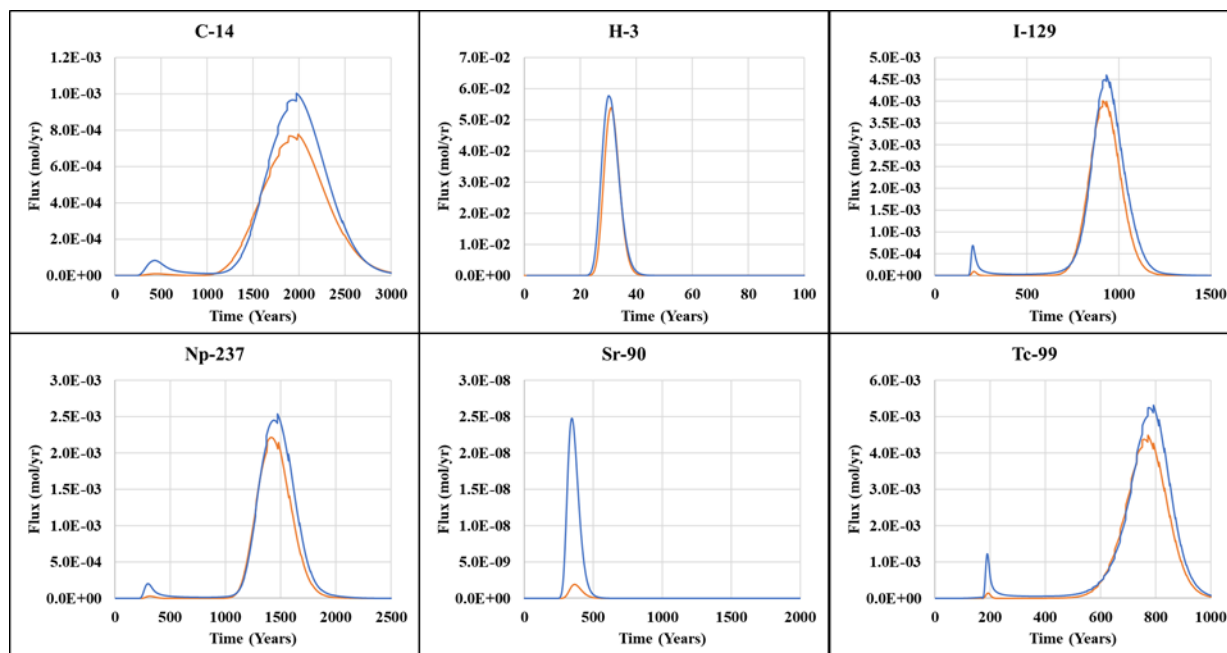 C-14
1.2E-03
1.0E-03
8.0E-04
6.0E-04
4.0E-04
2.0E-04
0.0E+00
Flux (mol/yr)
0 500 1000 1500 2000 2500 3000
Time (Years)
H-3
7.0E-02
6.0E-02
5.0E-02
4.0E-02
3.0E-02
2.0E-02
1.0E-02
0.0E+00
Flux (mol/yr)
0 20 40 60 80 100
Time (Years)
I-129
5.0E-03
4.5E-03
4.0E-03
3.5E-03
3.0E-03
2.5E-03
2.0E-03
1.5E-03
1.0E-03
5.0E-04
0.0E+00
Flux (mol/yr)
0 500 1000 1500
Time (Years)
Np-237
3.0E-03
2.5E-03
2.0E-03
1.5E-03
1.0E-03
5.0E-04
0.0E+00
Flux (mol/yr)
0 500 1000 1500 2000 2500
Time (Years)
Sr-90
3.0E-08
2.5E-08
2.0E-08
1.5E-08
1.0E-08
5.0E-09
0.0E+00
Flux (mol/yr)
0 500 1000 1500 2000
Time (Years)
Tc-99
6.0E-03
5.0E-03
4.0E-03
3.0E-03
2.0E-03
1.0E-03
0.0E+00
Flux (mol/yr)
0 200 400 600 800 1000
Time (Years)